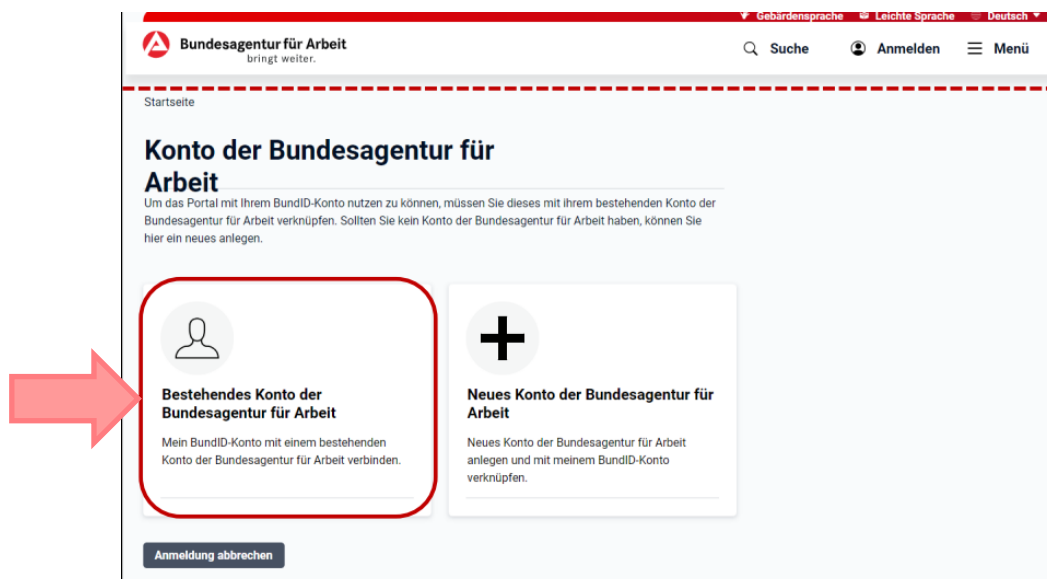 Gebärdensprache Leichte Sprache Deutsch
Bundesagentur für Arbeit
bringt weiter.
Suche Anmelden Menü
Startseite
Konto der Bundesagentur für
Arbeit
Um das Portal mit Ihrem BundID-Konto nutzen zu können, müssen Sie dieses mit ihrem bestehenden Konto der
Bundesagentur für Arbeit verknüpfen. Sollten Sie kein Konto der Bundesagentur für Arbeit haben, können Sie
hier ein neues anlegen.
Bestehendes Konto der
Bundesagentur für Arbeit
Mein BundID-Konto mit einem bestehenden
Konto der Bundesagentur für Arbeit verbinden.
Neues Konto der Bundesagentur für
Arbeit
Neues Konto der Bundesagentur für Arbeit
anlegen und mit meinem BundID-Konto
verknüpfen.
Anmeldung abbrechen